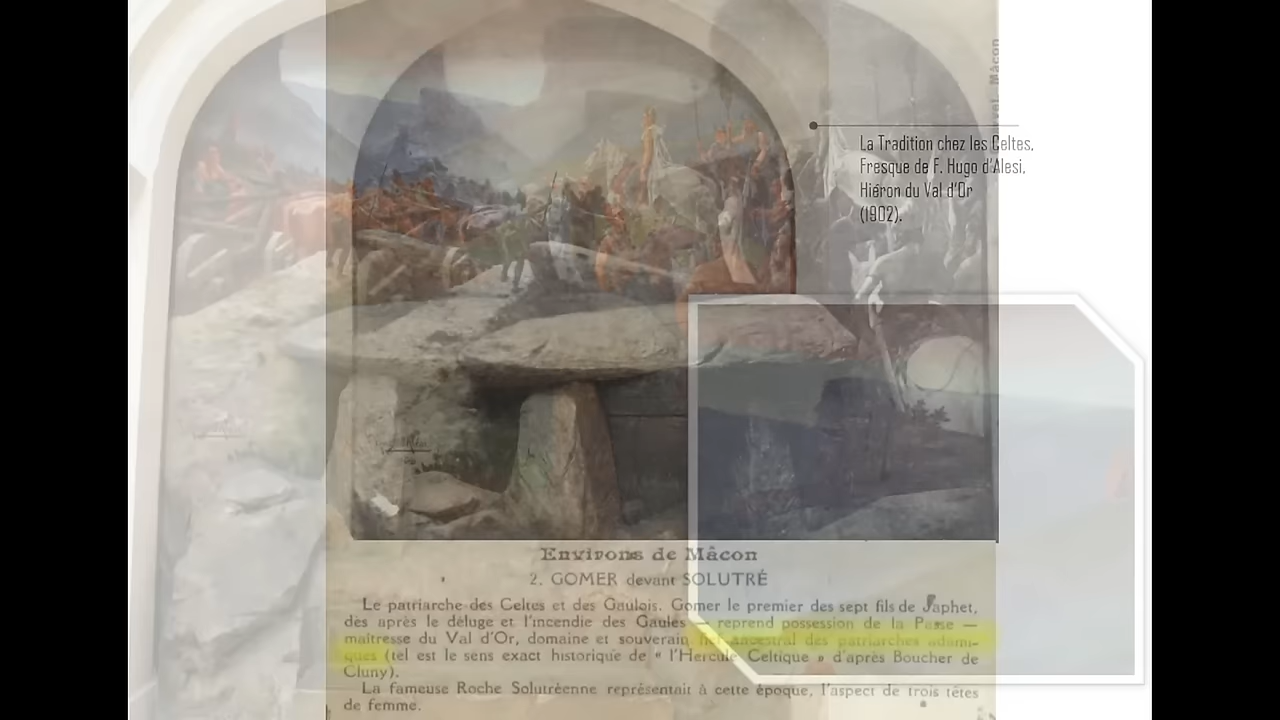 La Tradition chez les Celtes,
Fresque de F. Hugo d'Alesi,
Hiéron du Val d'Or
(1902).
Mâcon
Environs de Mâcon
2. GOMER devant SOLUTRÉ
Le patriarche des Celtes et des Gaulois. Gomer le premier des sept fils de Japhet,
dès après le déluge et l'incendie des Gaules — reprend possession de la Pasme —
maîtresse du Val d'Or, domaine et souverain fief ancestral des patriarches adami-
ques (tel est le sens exact historique de « l'Hercule Celtique » d'après Boucher de
Cluny).
La fameuse Roche Solutréenne représentait à cette époque, l'aspect de trois têtes
de femme.